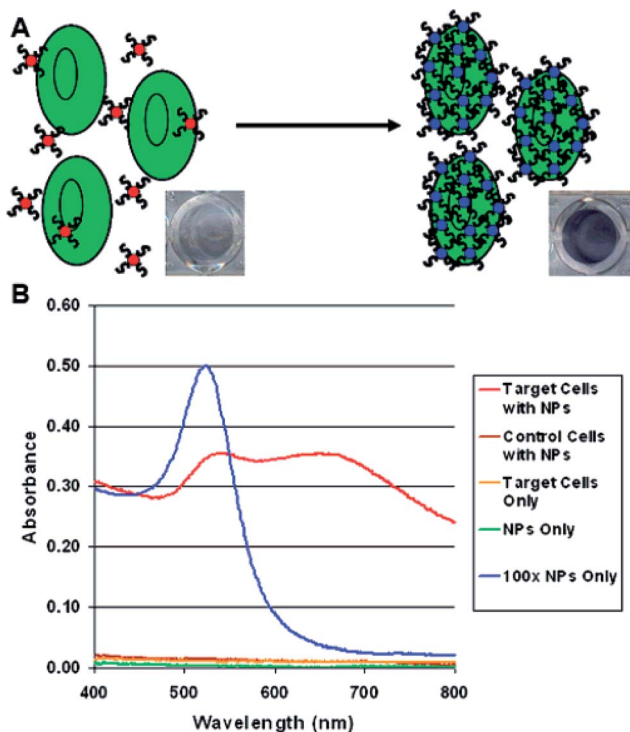 A
B
0.60
0.50
0.40
0.30
0.20
0.10
0.00
Absorbance
400
500
600
700
800
Wavelength (nm)
Target Cells
with NPs
Control Cells
with NPs
Target Cells
Only
NPs Only
100x NPs Only